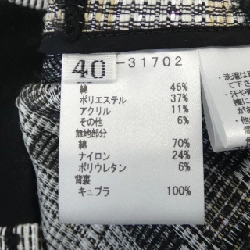 40 -31702
綿 46%
ポリエステル 37%
アクリル 11%
その他 6%
無地部分
綿 70%
ナイロン 24%
ポリウレタン 6%
背裏
キュプラ 100%